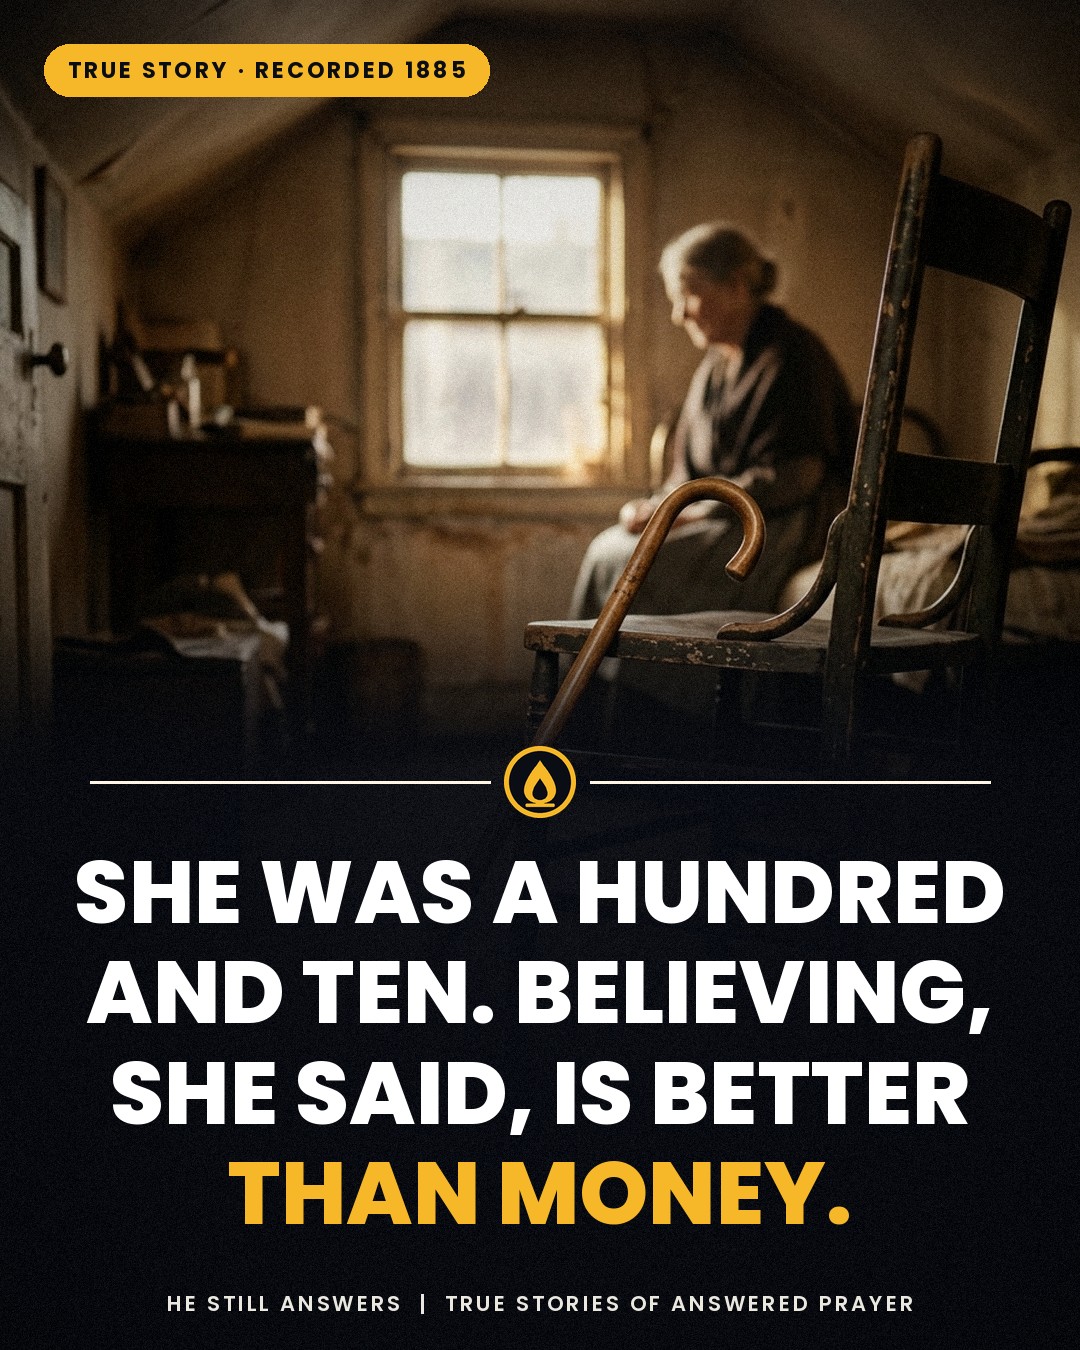 TRUE STORY · RECORDED 1885
SHE WAS A HUNDRED
AND TEN. BELIEVING,
SHE SAID, IS BETTER
THAN MONEY.
HE STILL ANSWERS | TRUE STORIES OF ANSWERED PRAYER